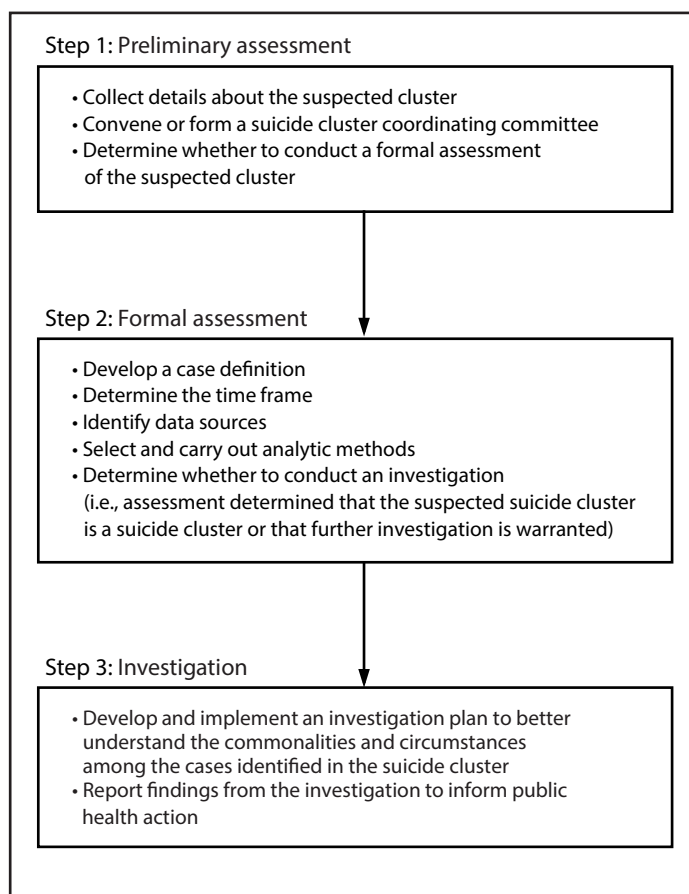 Step 1: Preliminary assessment
• Collect details about the suspected cluster
• Convene or form a suicide cluster coordinating committee
• Determine whether to conduct a formal assessment
of the suspected cluster
Step 2: Formal assessment
• Develop a case definition
• Determine the time frame
• Identify data sources
• Select and carry out analytic methods
• Determine whether to conduct an investigation
(i.e., assessment determined that the suspected suicide cluster
is a suicide cluster or that further investigation is warranted)
Step 3: Investigation
• Develop and implement an investigation plan to better
understand the commonalities and circumstances
among the cases identified in the suicide cluster
• Report findings from the investigation to inform public
health action